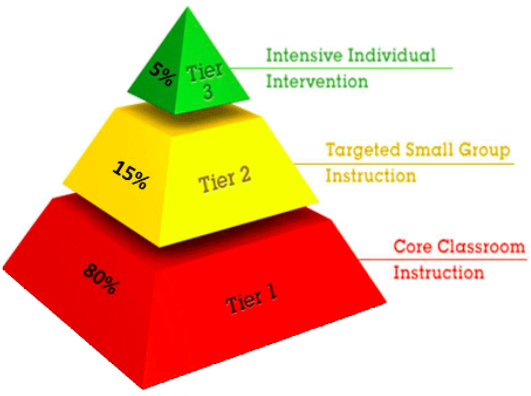 5%
Tier
3
Intensive Individual
Intervention
15%
Tier 2
Targeted Small Group
Instruction
80%
Tier 1
Core Classroom
Instruction